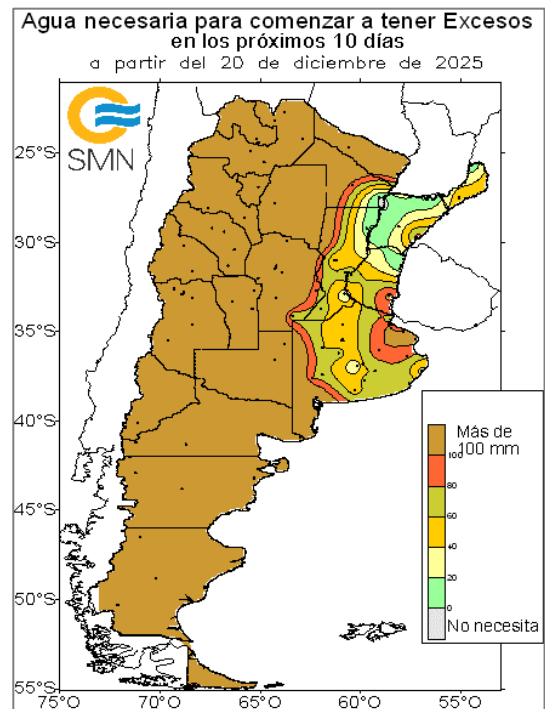 Agua necesaria para comenzar a tener Excesos
en los próximos 10 días
a partir del 20 de diciembre de 2025
SMN
25°S
30°S
35°S
40°S
45°S
50°S
55°S
75°O
70°O
65°O
60°O
55°O
Más de
100 mm
100
80
60
40
20
0
No necesita